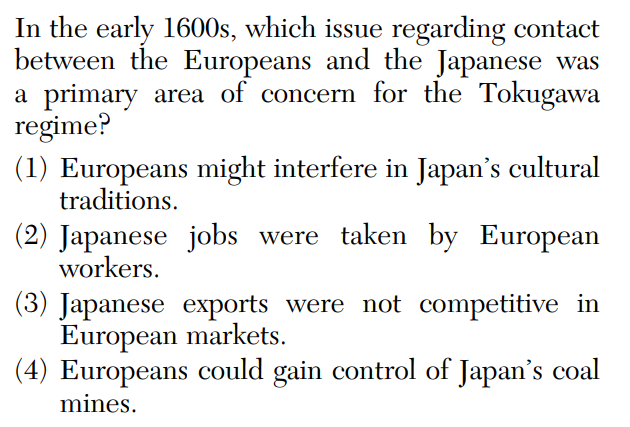 In the early 1600s, which issue regarding contact
between the Europeans and the Japanese was
a primary area of concern for the Tokugawa
regime?
(1) Europeans might interfere in Japan’s cultural
traditions.
(2) Japanese jobs were taken by European
workers.
(3) Japanese exports were not competitive in
European markets.
(4) Europeans could gain control of Japan’s coal
mines.